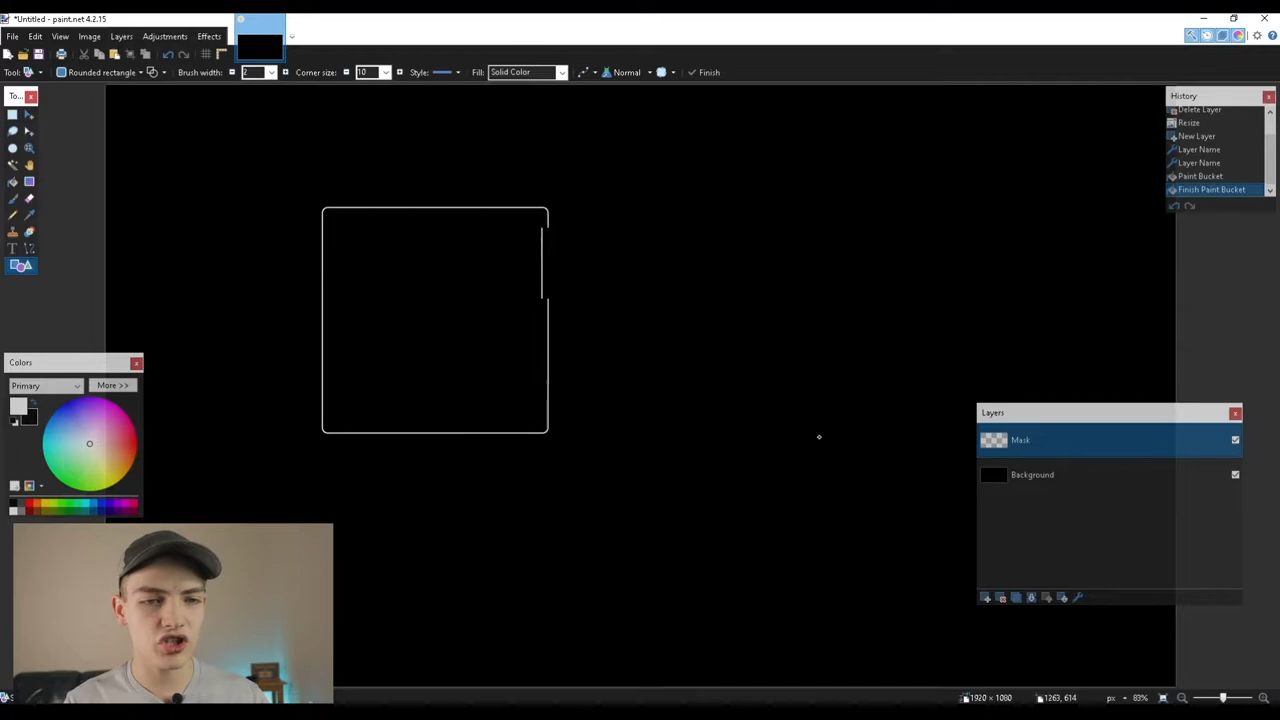 *Untitled - paint.net 4.2.15
File Edit View Image Layers Adjustments Effects
Tool: Rounded rectangle Brush width: 2 Corner size: 10 Style: Fill: Solid Color Normal Finish
To...
History
Delete Layer
Resize
New Layer
Layer Name
Layer Name
Paint Bucket
Finish Paint Bucket
Colors
Primary More >>
Layers
Mask
Background
1920 × 1080 1263, 614 px 83%